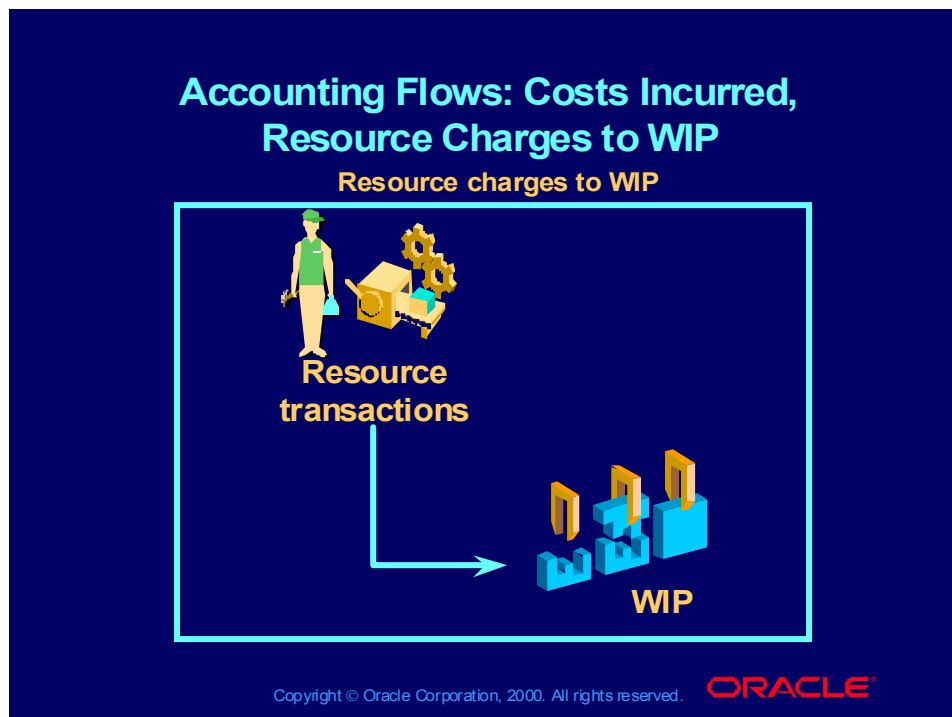 Accounting Flows: Costs Incurred,
Resource Charges to WIP
Resource charges to WIP
Resource
transactions
WIP
Copyright © Oracle Corporation, 2000. All rights reserved.
ORACLE®